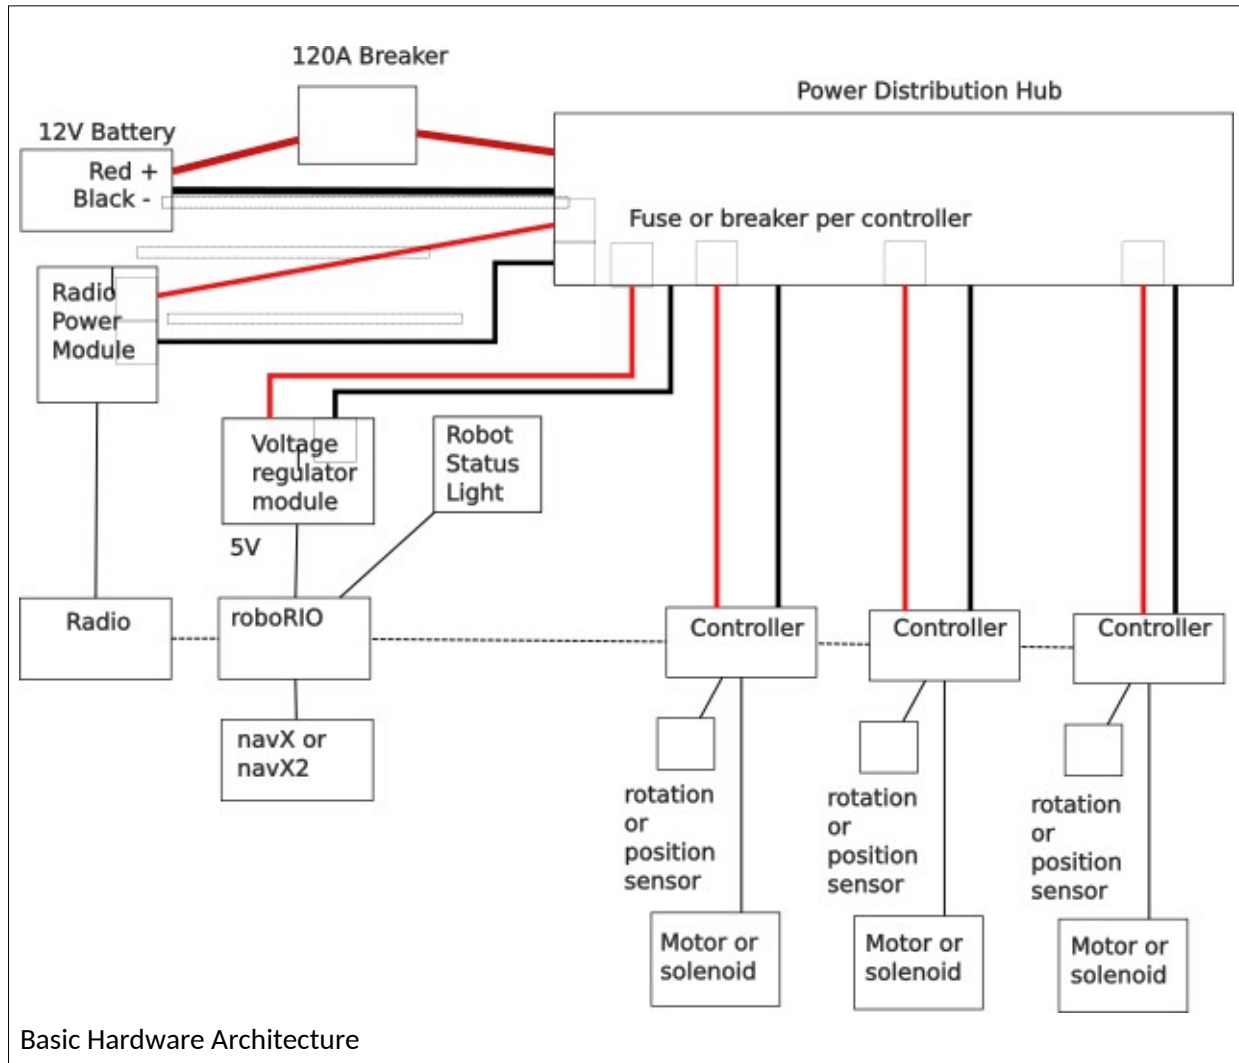 120A Breaker
Power Distribution Hub
12V Battery
Red +
Black -
Fuse or breaker per controller
Radio
Power
Module
Voltage
regulator
module
Robot
Status
Light
5V
Radio
roboRIO
Controller
Controller
Controller
navX or
navX2
rotation
or
position
sensor
rotation
or
position
sensor
rotation
or
position
sensor
Motor or
solenoid
Motor or
solenoid
Motor or
solenoid
Basic Hardware Architecture